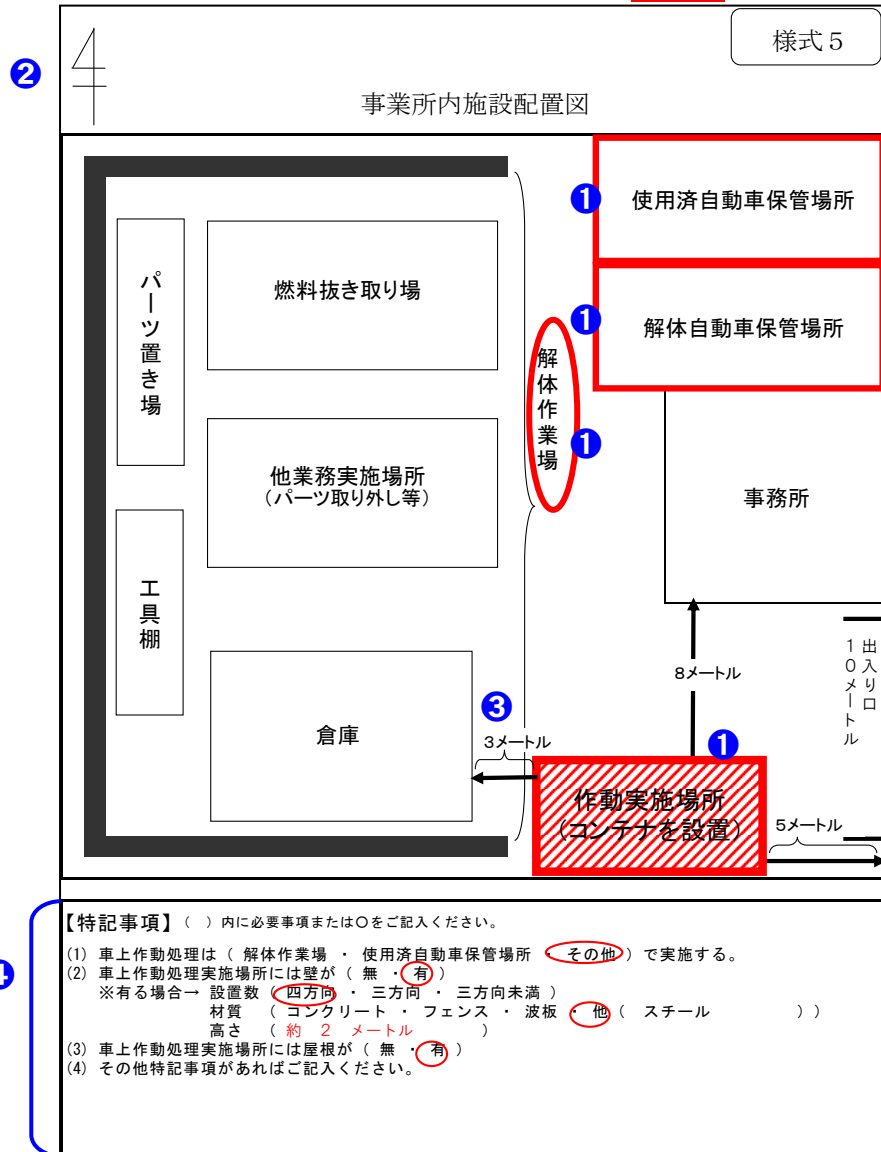 様式５
❷
事業所内施設配置図
❶
使用済自動車保管場所
❶
解体自動車保管場所
パーツ置き場
燃料抜き取り場
解体作業場
❶
他業務実施場所
（パーツ取り外し等）
事務所
工具棚
8メートル
出入り口
１０メートル
倉庫
❸
3メートル
❶
作動実施場所
（コンテナを設置）
5メートル
【特記事項】（　）内に必要事項または〇をご記入ください。
(1) 車上作動処理は（ 解体作業場 ・ 使用済自動車保管場所 ・ その他 ）で実施する。
(2) 車上作動処理実施場所には壁が（ 無 ・ 有 ）
※有る場合→ 設置数（ 四方向 ・ 三方向 ・ 三方向未満 ）
材質 （ コンクリート ・ フェンス ・ 波板 ・ 他（ スチール ））
高さ （ 約 ２ メートル ）
(3) 車上作動処理実施場所には屋根が（ 無 ・ 有 ）
(4) その他特記事項があればご記入ください。